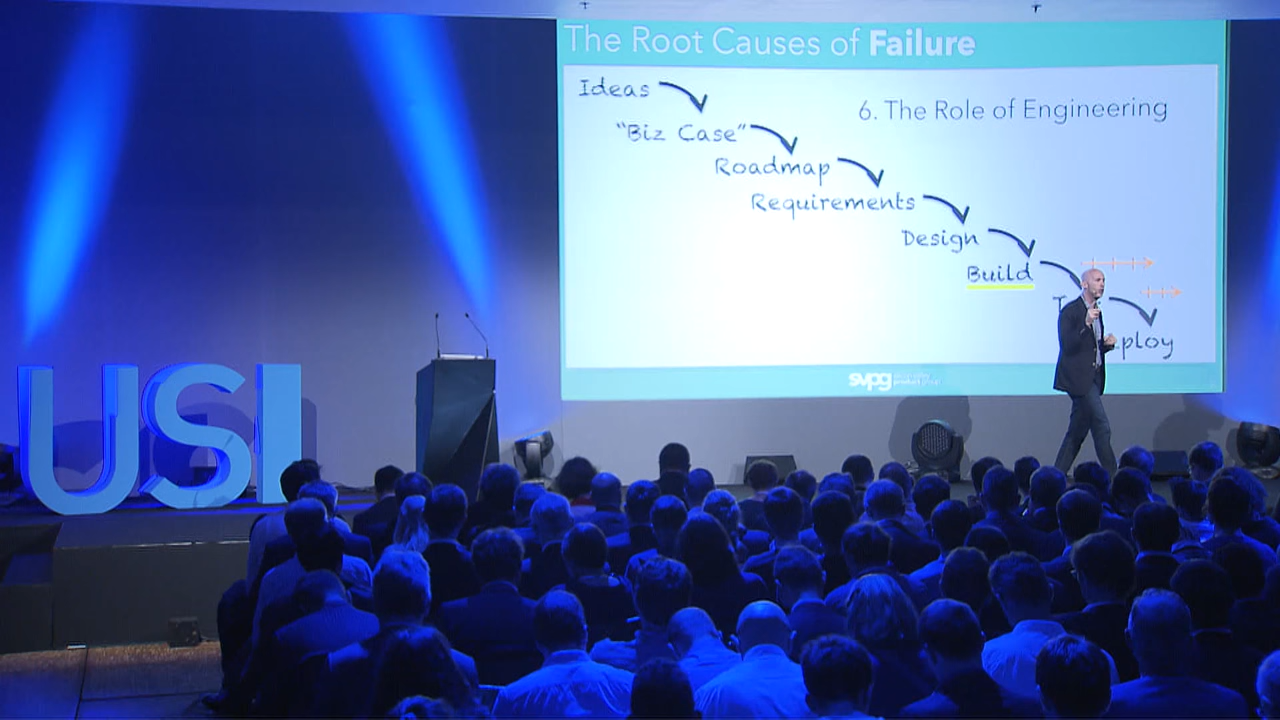 The Root Causes of Failure
Ideas
6. The Role of Engineering
"Biz Case"
Roadmap
Requirements
Design
Build
ploy
svpg
product
USI